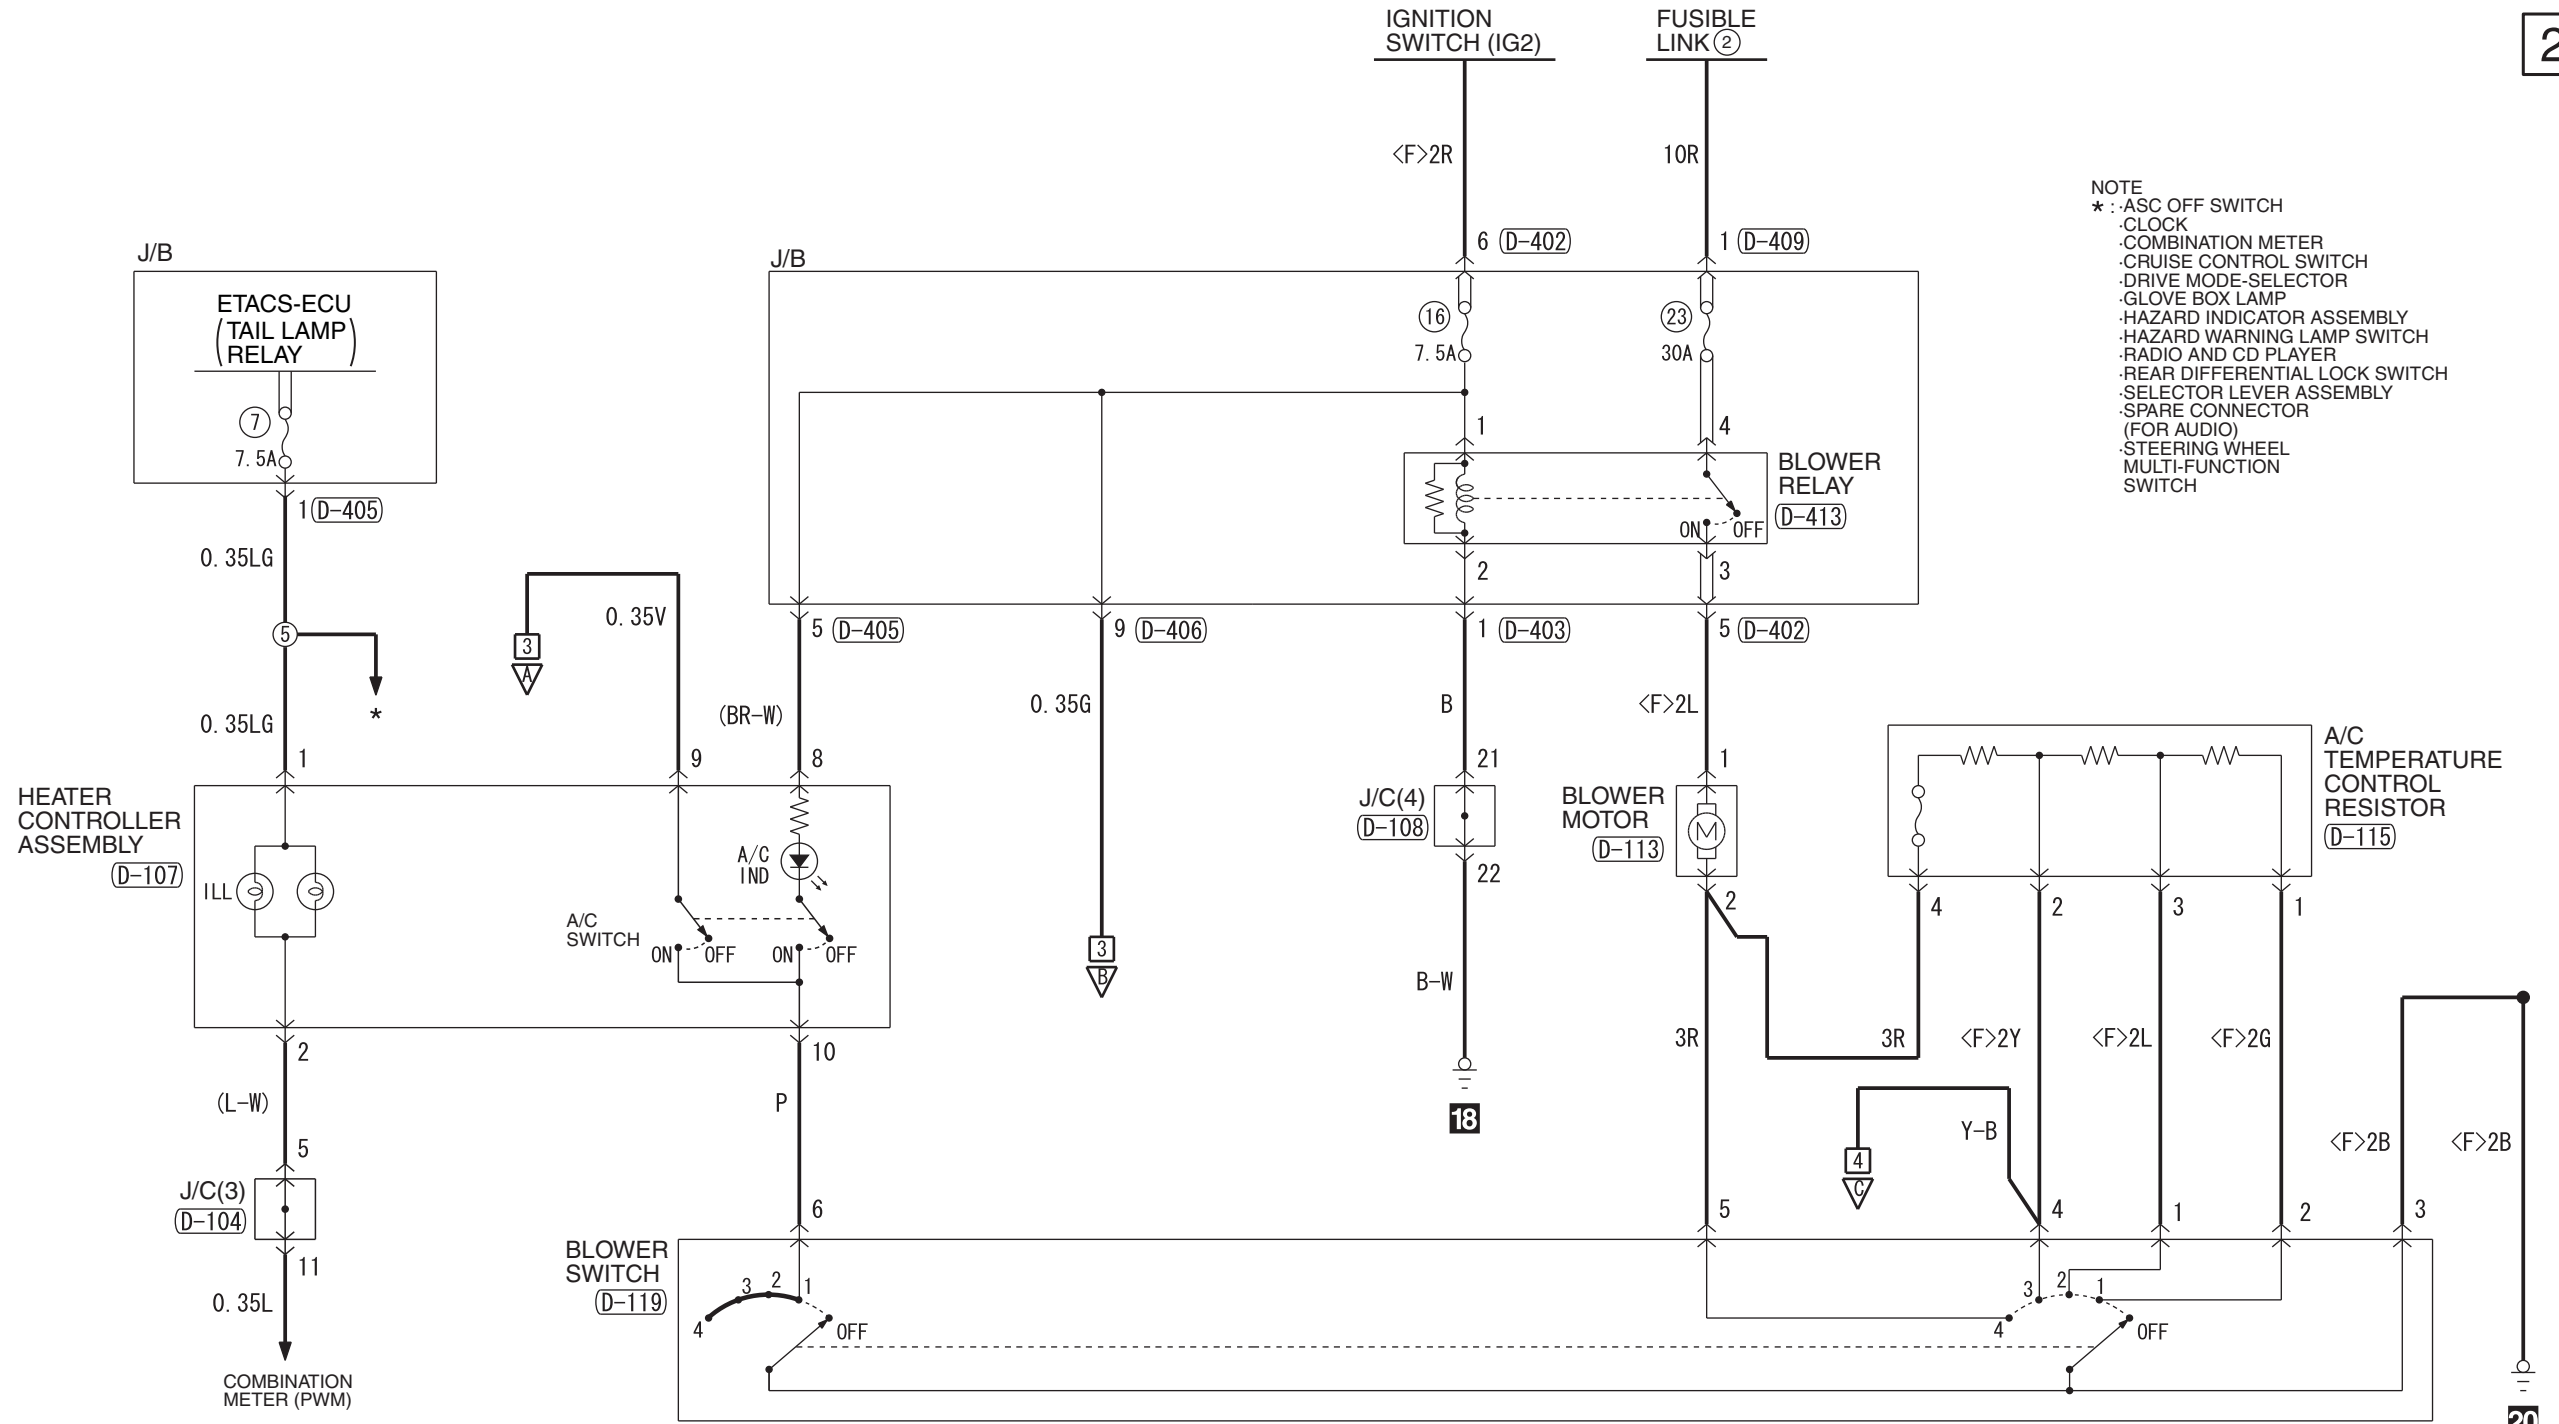 IGNITION
SWITCH (IG2)
FUSIBLE
LINK ②
2
<F>2R
10R
NOTE
* : ·ASC OFF SWITCH
·CLOCK
·COMBINATION METER
·CRUISE CONTROL SWITCH
·DRIVE MODE-SELECTOR
·GLOVE BOX LAMP
·HAZARD INDICATOR ASSEMBLY
·HAZARD WARNING LAMP SWITCH
·RADIO AND CD PLAYER
·REAR DIFFERENTIAL LOCK SWITCH
·SELECTOR LEVER ASSEMBLY
·SPARE CONNECTOR
(FOR AUDIO)
·STEERING WHEEL
MULTI-FUNCTION
SWITCH
6 (D-402)
1 (D-409)
J/B
J/B
ETACS-ECU
(TAIL LAMP
RELAY)
7
7.5A
16
7.5A
23
30A
1
4
BLOWER
RELAY
(D-413)
ON
OFF
2
3
1 (D-405)
0.35LG
5
*
0.35LG
3
A
0.35V
5 (D-405)
9 (D-406)
1 (D-403)
5 (D-402)
(BR-W)
0.35G
B
<F>2L
1
9
8
21
1
HEATER
CONTROLLER
ASSEMBLY
(D-107)
ILL
A/C
IND
A/C
SWITCH
ON
OFF
ON
OFF
J/C(4)
(D-108)
22
BLOWER
MOTOR
(D-113)
M
2
A/C
TEMPERATURE
CONTROL
RESISTOR
(D-115)
4
2
3
1
3
B
B-W
18
2
10
3R
3R
<F>2Y
<F>2L
<F>2G
(L-W)
P
4
C
Y-B
<F>2B
<F>2B
5
J/C(3)
(D-104)
11
0.35L
COMBINATION
METER (PWM)
6
5
4
1
2
3
BLOWER
SWITCH
(D-119)
4
3
2
1
OFF
4
3
2
1
OFF
20